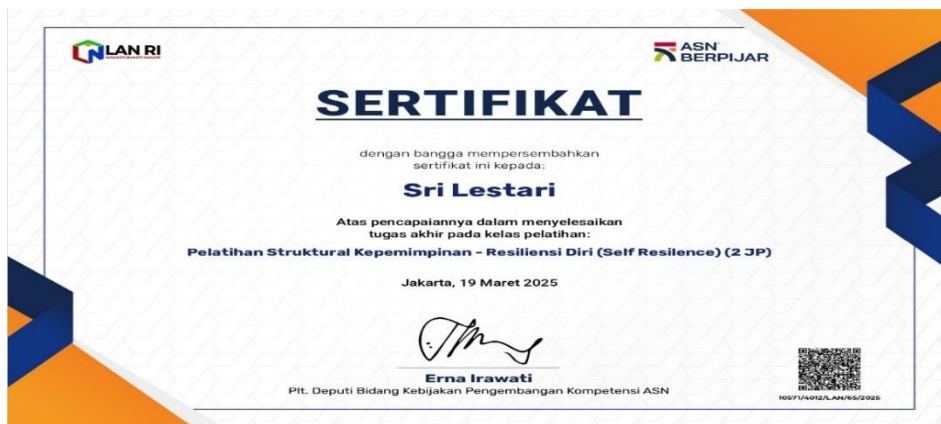 LAN RI
ASN
BERPIJAR
SERTIFIKAT
dengan bangga mempersembahkan
sertifikat ini kepada:
Sri Lestari
Atas pencapaiannya dalam menyelesaikan
tugas akhir pada kelas pelatihan:
Pelatihan Struktural Kepemimpinan - Resiliensi Diri (Self Resilence) (2 JP)
Jakarta, 19 Maret 2025
Erna Irawati
Plt. Deputi Bidang Kebijakan Pengembangan Kompetensi ASN
10571/4012/LAN/65/2025